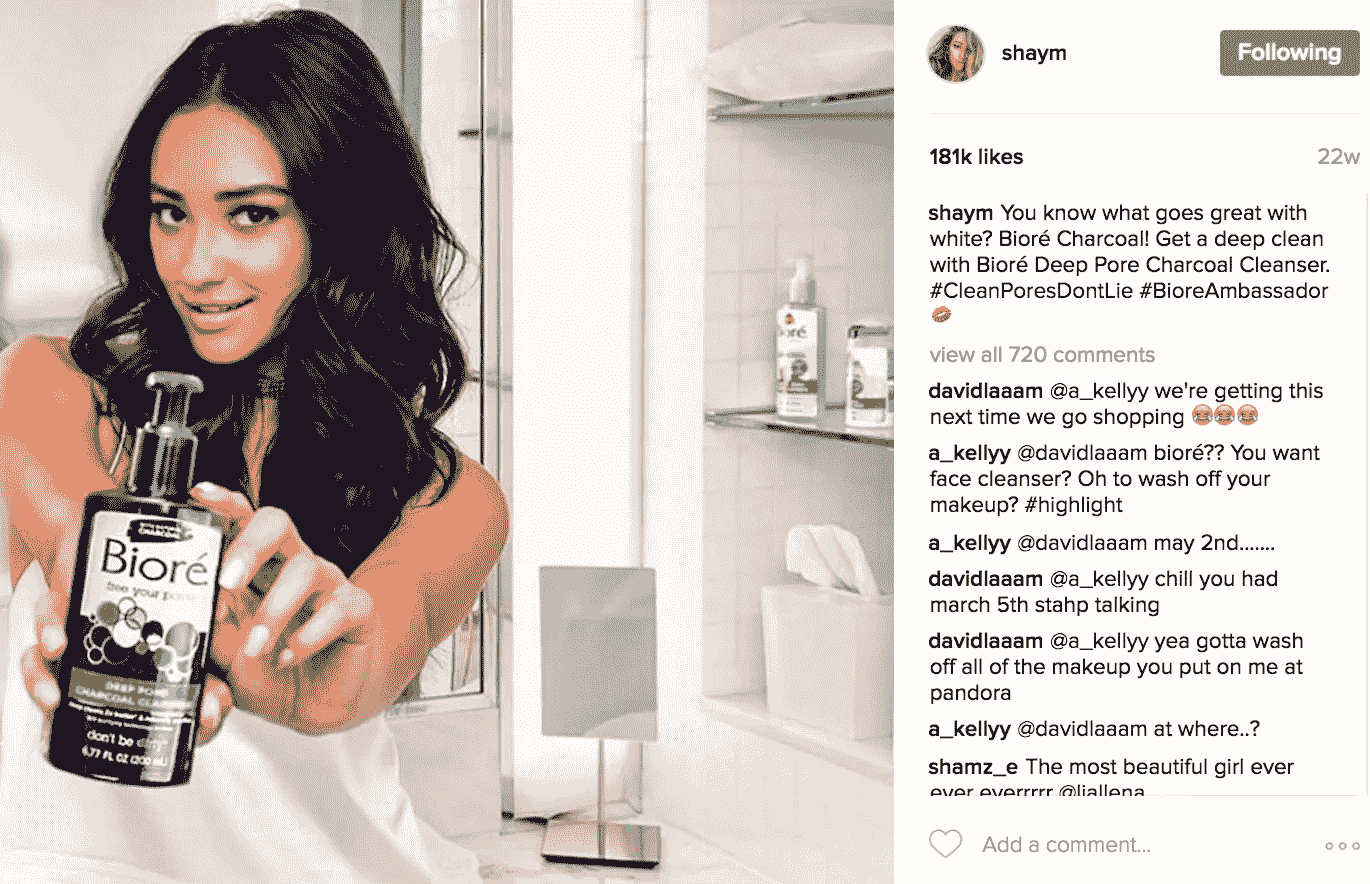 Bioré
free your pores
DEEP PORE
CHARCOAL CLEANSER
don't be dirty
6.77 FL OZ (200 mL)
shaym
Following
181k likes
22w
shaym You know what goes great with
white? Bioré Charcoal! Get a deep clean
with Bioré Deep Pore Charcoal Cleanser.
#CleanPoresDontLie #BioreAmbassador
💋
view all 720 comments
davidlaaam @a_kellyy we're getting this
next time we go shopping 😂😂😂
a_kellyy @davidlaaam bioré?? You want
face cleanser? Oh to wash off your
makeup? #highlight
a_kellyy @davidlaaam may 2nd.......
davidlaaam @a_kellyy chill you had
march 5th stahp talking
davidlaaam @a_kellyy yea gotta wash
off all of the makeup you put on me at
pandora
a_kellyy @davidlaaam at where..?
shamz_e The most beautiful girl ever
ever everrrrr @liallena
Add a comment...